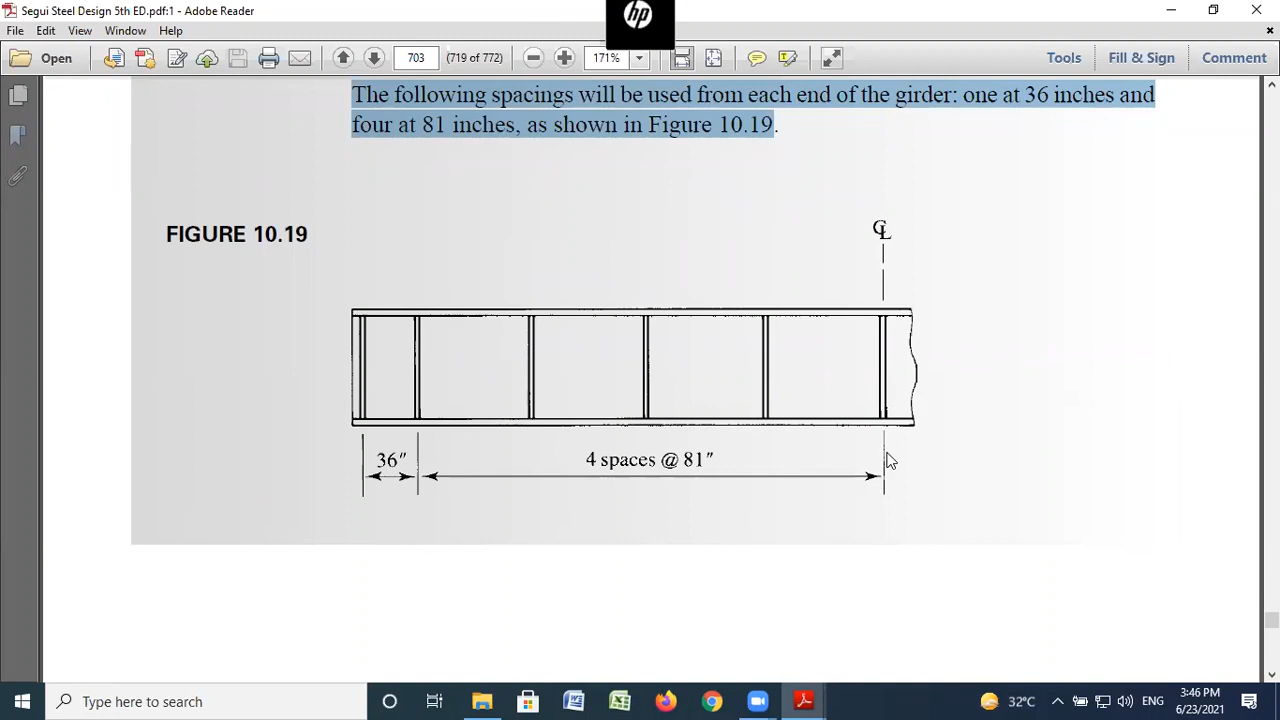 Segui Steel Design 5th ED.pdf:1 - Adobe Reader
hp
File Edit View Window Help
Open 703 (719 of 772) 171% Tools Fill & Sign Comment
The following spacings will be used from each end of the girder: one at 36 inches and
four at 81 inches, as shown in Figure 10.19.
FIGURE 10.19
CL
36″ 4 spaces @ 81″
Type here to search
32°C ENG 3:46 PM
6/23/2021